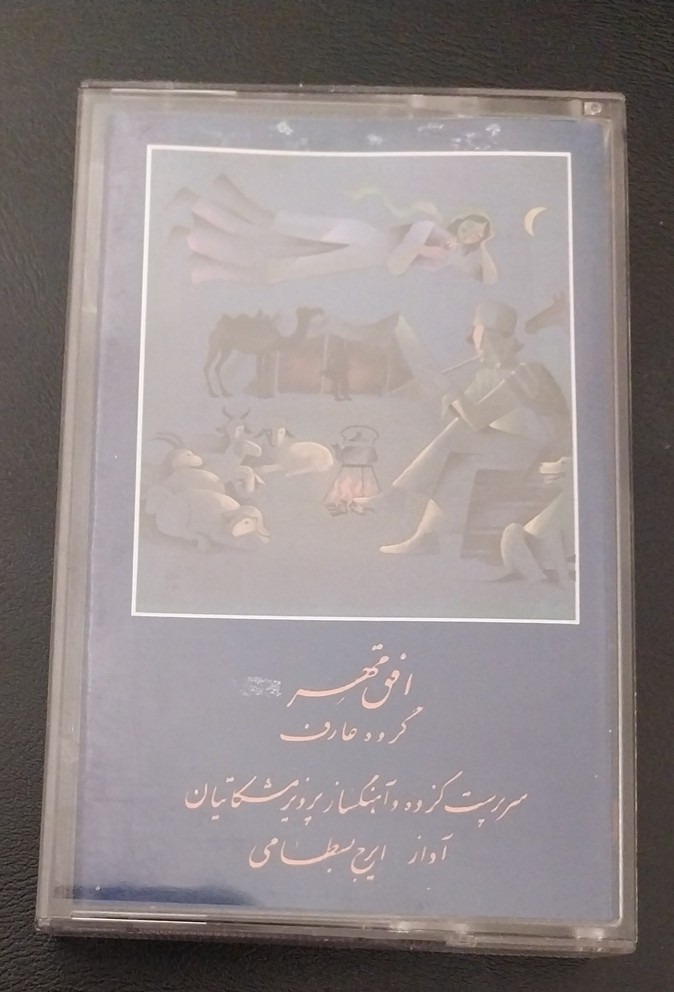 افق مهر
گروه عارف
سرپرست گروه و آهنگساز پرویز مشکاتیان
آواز ایرج بسطامی